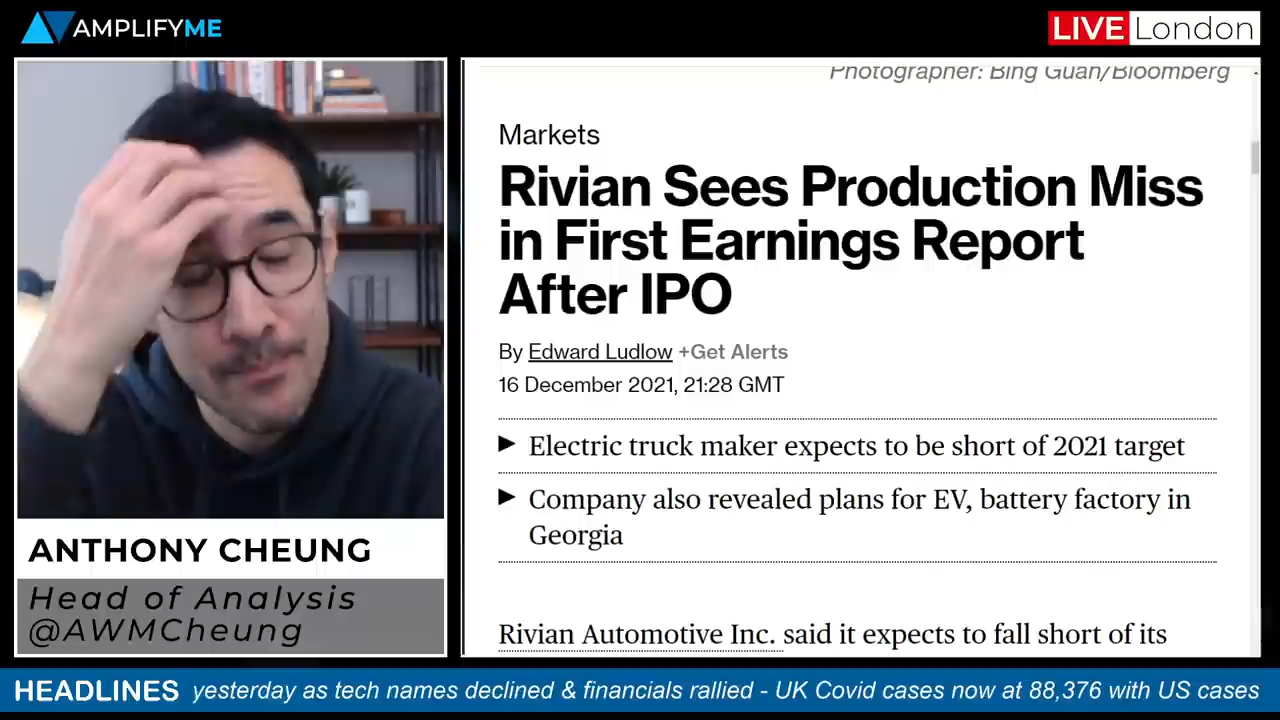 AMPLIFYME
LIVE London
Photographer: Bing Guan/Bloomberg
Markets
Rivian Sees Production Miss
in First Earnings Report
After IPO
By Edward Ludlow +Get Alerts
16 December 2021, 21:28 GMT
Electric truck maker expects to be short of 2021 target
Company also revealed plans for EV, battery factory in
Georgia
Rivian Automotive Inc. said it expects to fall short of its
ANTHONY CHEUNG
Head of Analysis
@AWMCheung
HEADLINES yesterday as tech names declined & financials rallied - UK Covid cases now at 88,376 with US cases